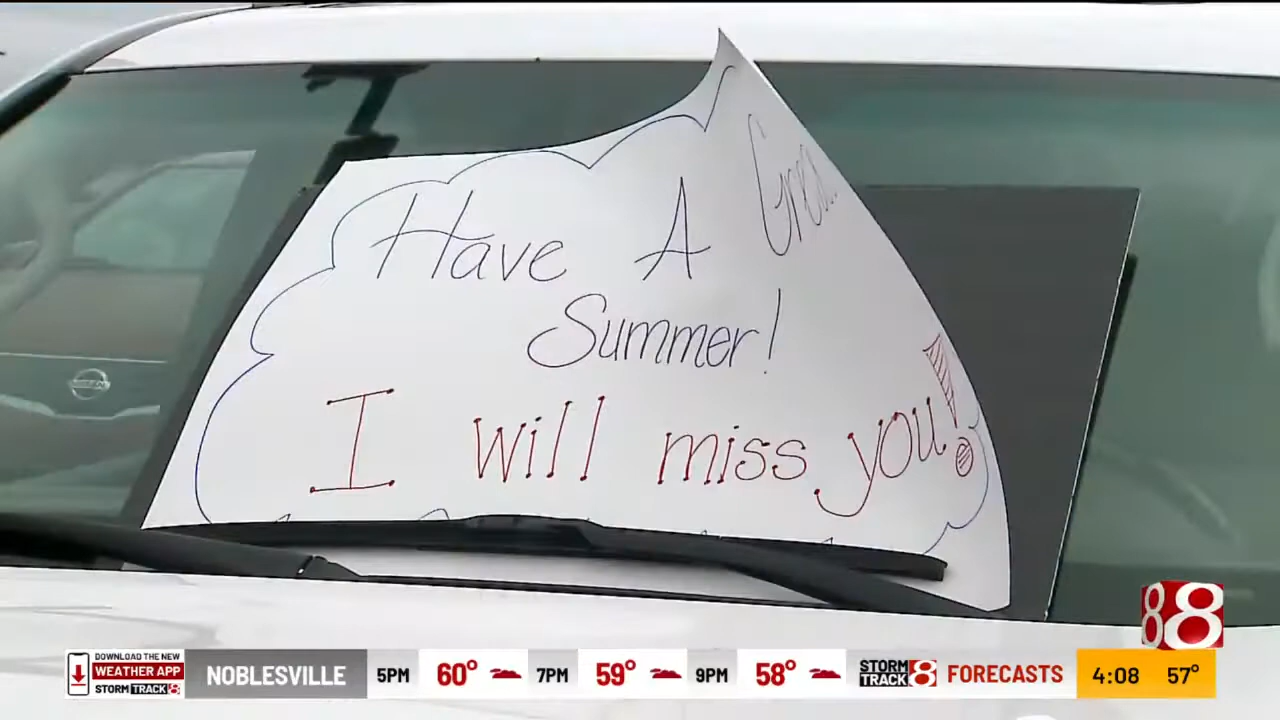 Have A
Summer!
I will miss you!
8
DOWNLOAD THE NEW
WEATHER APP
STORM TRACK 8
NOBLESVILLE
5PM 60° 7PM 59° 9PM 58°
STORM TRACK 8 FORECASTS
4:08 57°